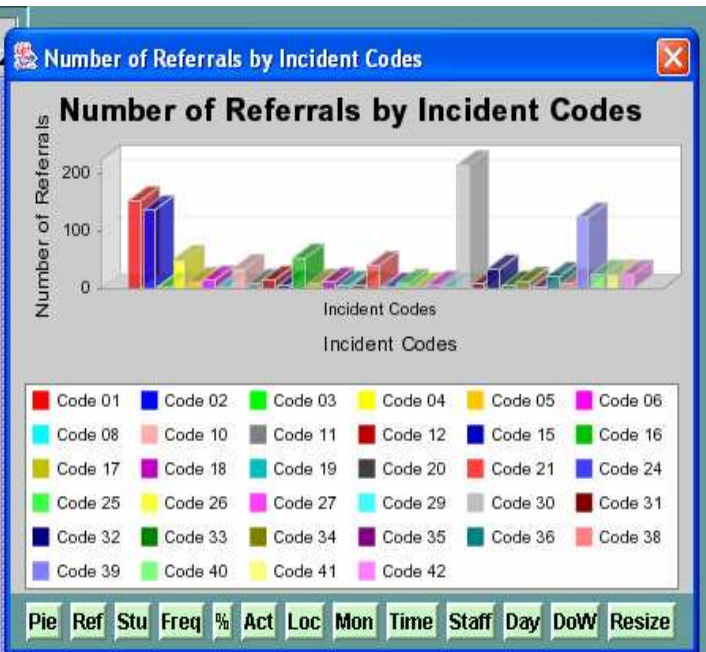 Number of Referrals by Incident Codes
Number of Referrals by Incident Codes
Number of Referrals
200
100
0
Incident Codes
Incident Codes
Code 01 Code 02 Code 03 Code 04 Code 05 Code 06
Code 08 Code 10 Code 11 Code 12 Code 15 Code 16
Code 17 Code 18 Code 19 Code 20 Code 21 Code 24
Code 25 Code 26 Code 27 Code 29 Code 30 Code 31
Code 32 Code 33 Code 34 Code 35 Code 36 Code 38
Code 39 Code 40 Code 41 Code 42
Pie Ref Stu Freq % Act Loc Mon Time Staff Day DoW Resize